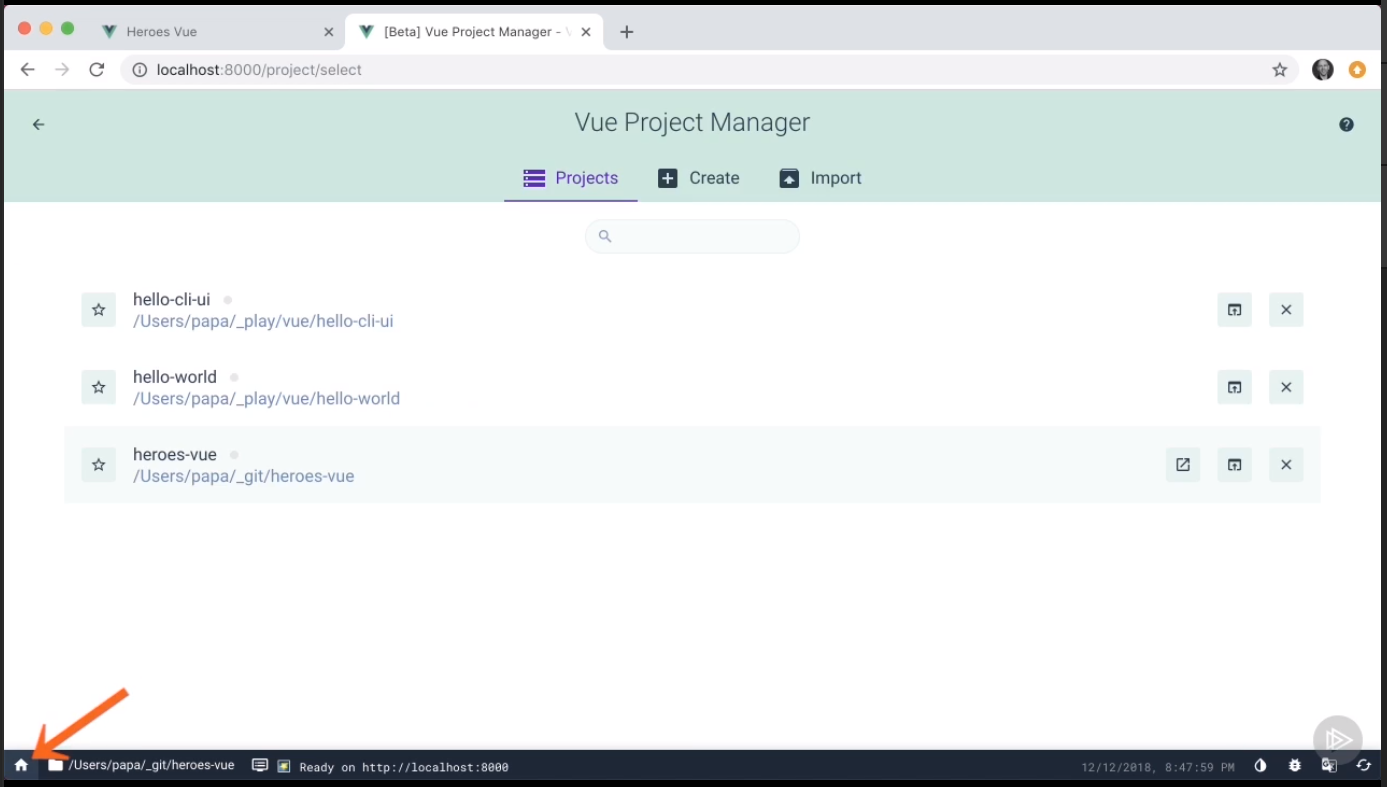 Heroes Vue
[Beta] Vue Project Manager - V
localhost:8000/project/select
Vue Project Manager
Projects Create Import
hello-cli-ui
/Users/papa/_play/vue/hello-cli-ui
hello-world
/Users/papa/_play/vue/hello-world
heroes-vue
/Users/papa/_git/heroes-vue
/Users/papa/_git/heroes-vue Ready on http://localhost:8000 12/12/2018, 8:47:59 PM